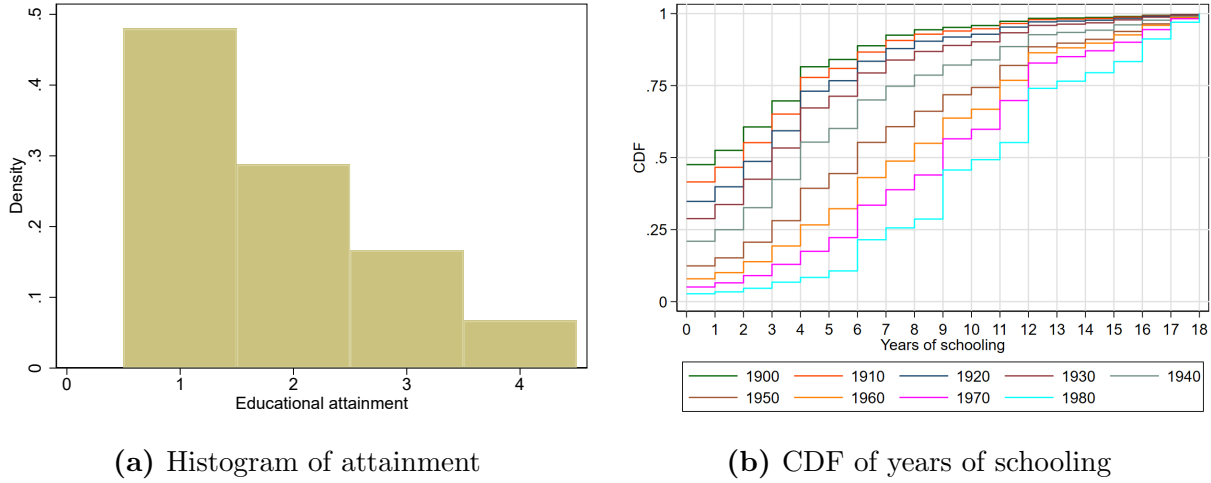 .5
.4
.3
.2
.1
0
Density
0 1 2 3 4
Educational attainment
1
.75
.5
.25
0
CDF
0 1 2 3 4 5 6 7 8 9 10 11 12 13 14 15 16 17 18
Years of schooling
1900 1910 1920 1930 1940
1950 1960 1970 1980
(a) Histogram of attainment
(b) CDF of years of schooling